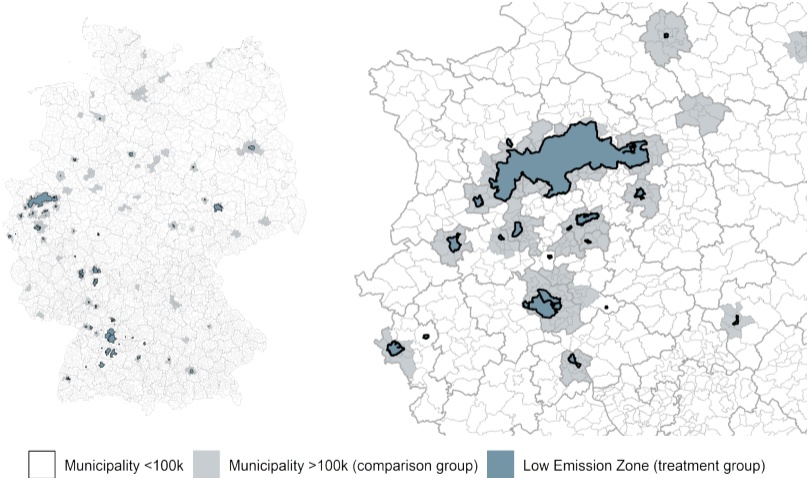 Municipality <100k
Municipality >100k (comparison group)
Low Emission Zone (treatment group)